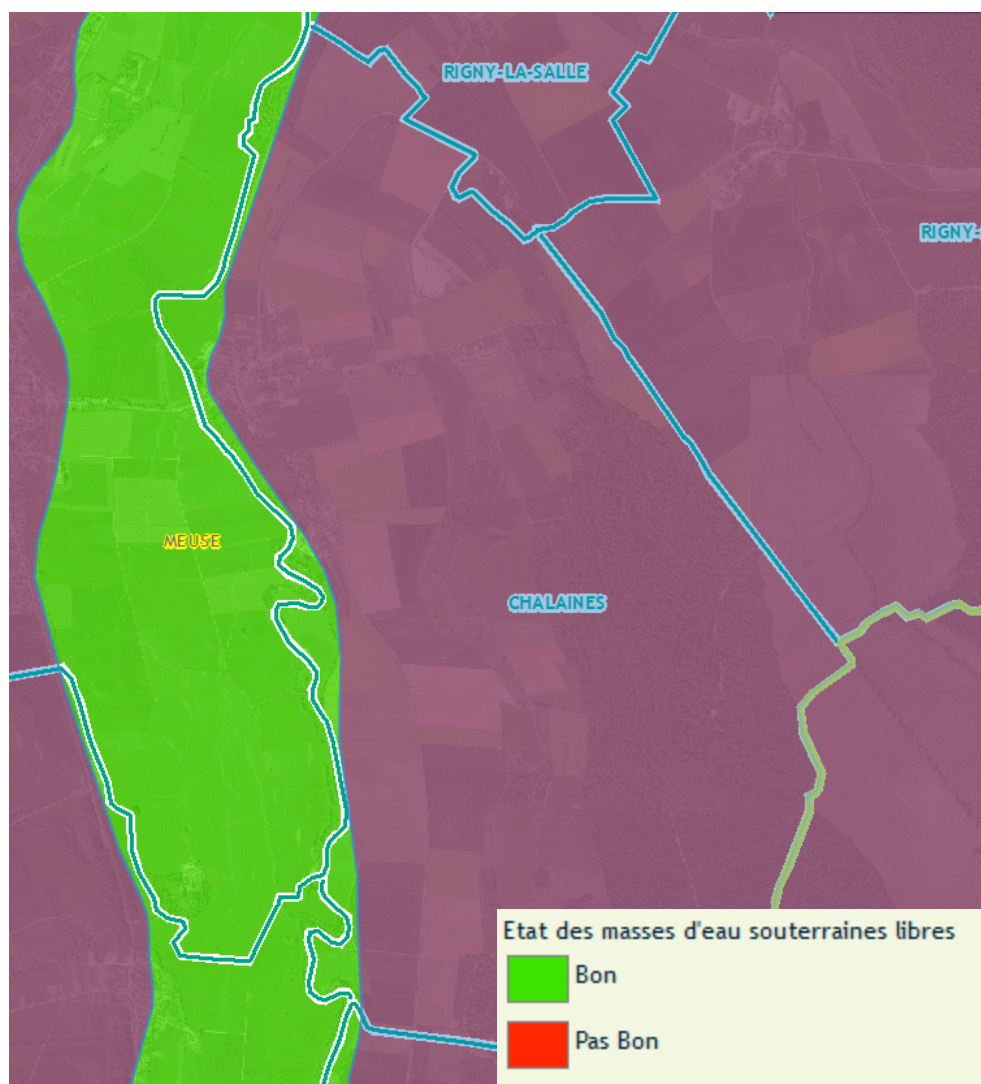 RIGNY-LA-SALLE
RIGNY-
MEUSE
CHALAINES
Etat des masses d'eau souterraines libres
Bon
Pas Bon